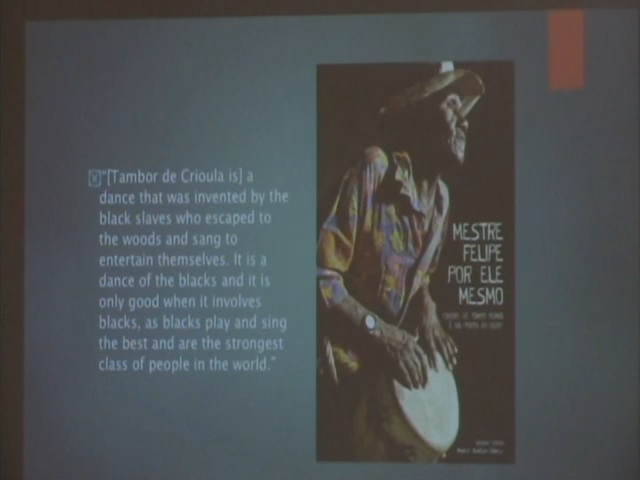 "[Tambor de Crioula is] a
dance that was invented by the
black slaves who escaped to
the woods and sang to
entertain themselves. It is a
dance of the blacks and it is
only good when it involves
blacks, as blacks play and sing
the best and are the strongest
class of people in the world."
MESTRE
FELIPE
POR ELE
MESMO